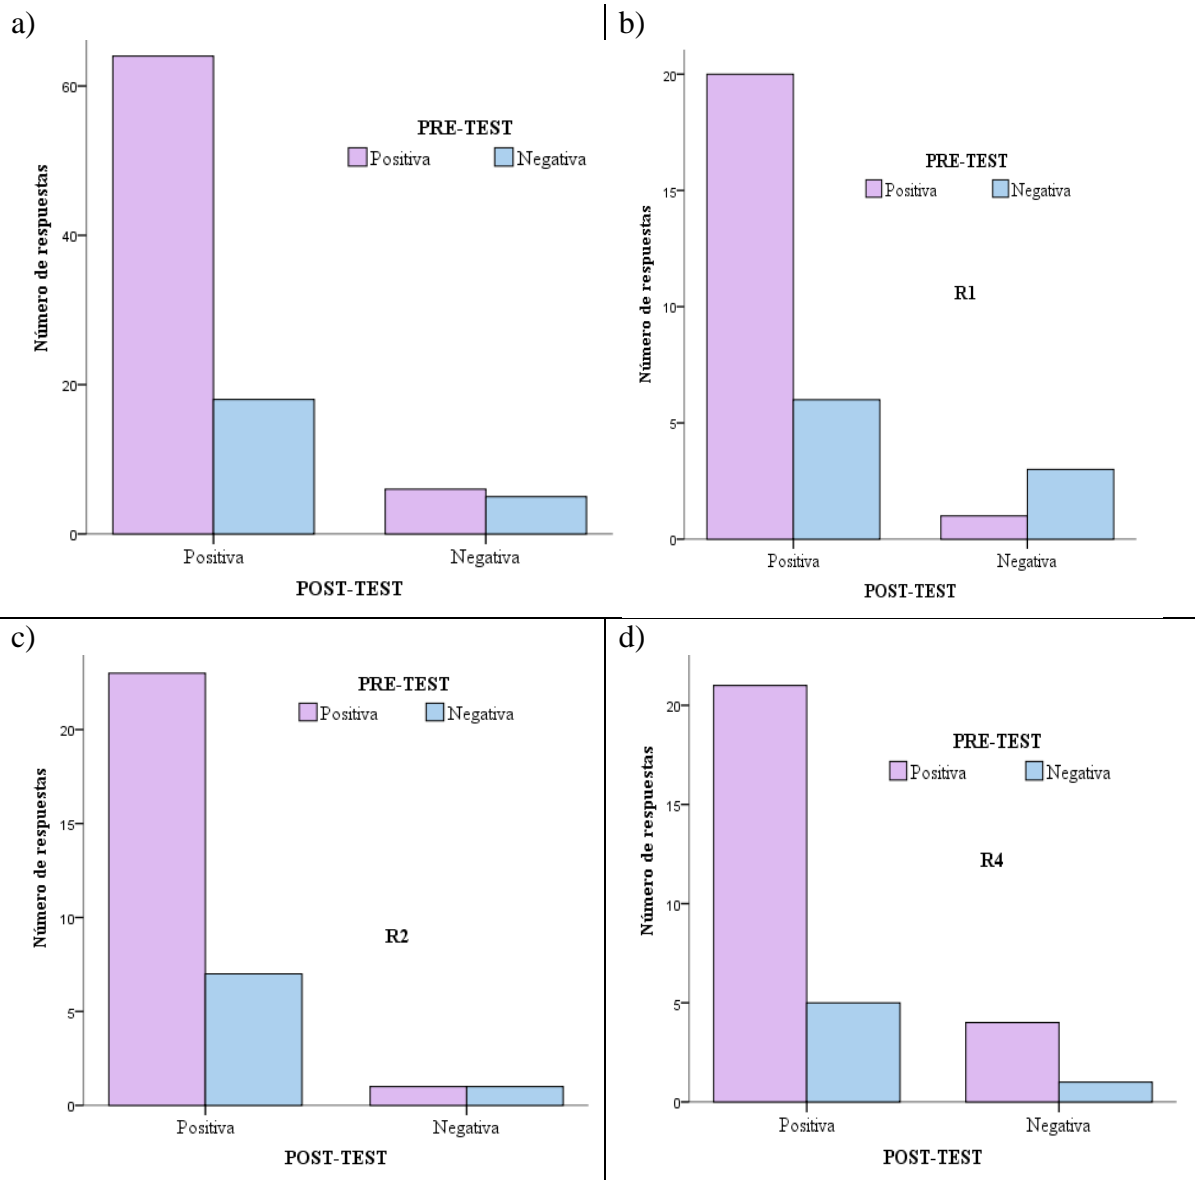 a)
60
40
20
0
Número de respuestas
PRE-TEST
Positiva Negativa
Positiva Negativa
POST-TEST
b)
20
15
10
5
0
Número de respuestas
PRE-TEST
Positiva Negativa
R1
Positiva Negativa
POST-TEST
c)
20
15
10
5
0
Número de respuestas
PRE-TEST
Positiva Negativa
R2
Positiva Negativa
POST-TEST
d)
20
15
10
5
0
Número de respuestas
PRE-TEST
Positiva Negativa
R4
Positiva Negativa
POST-TEST